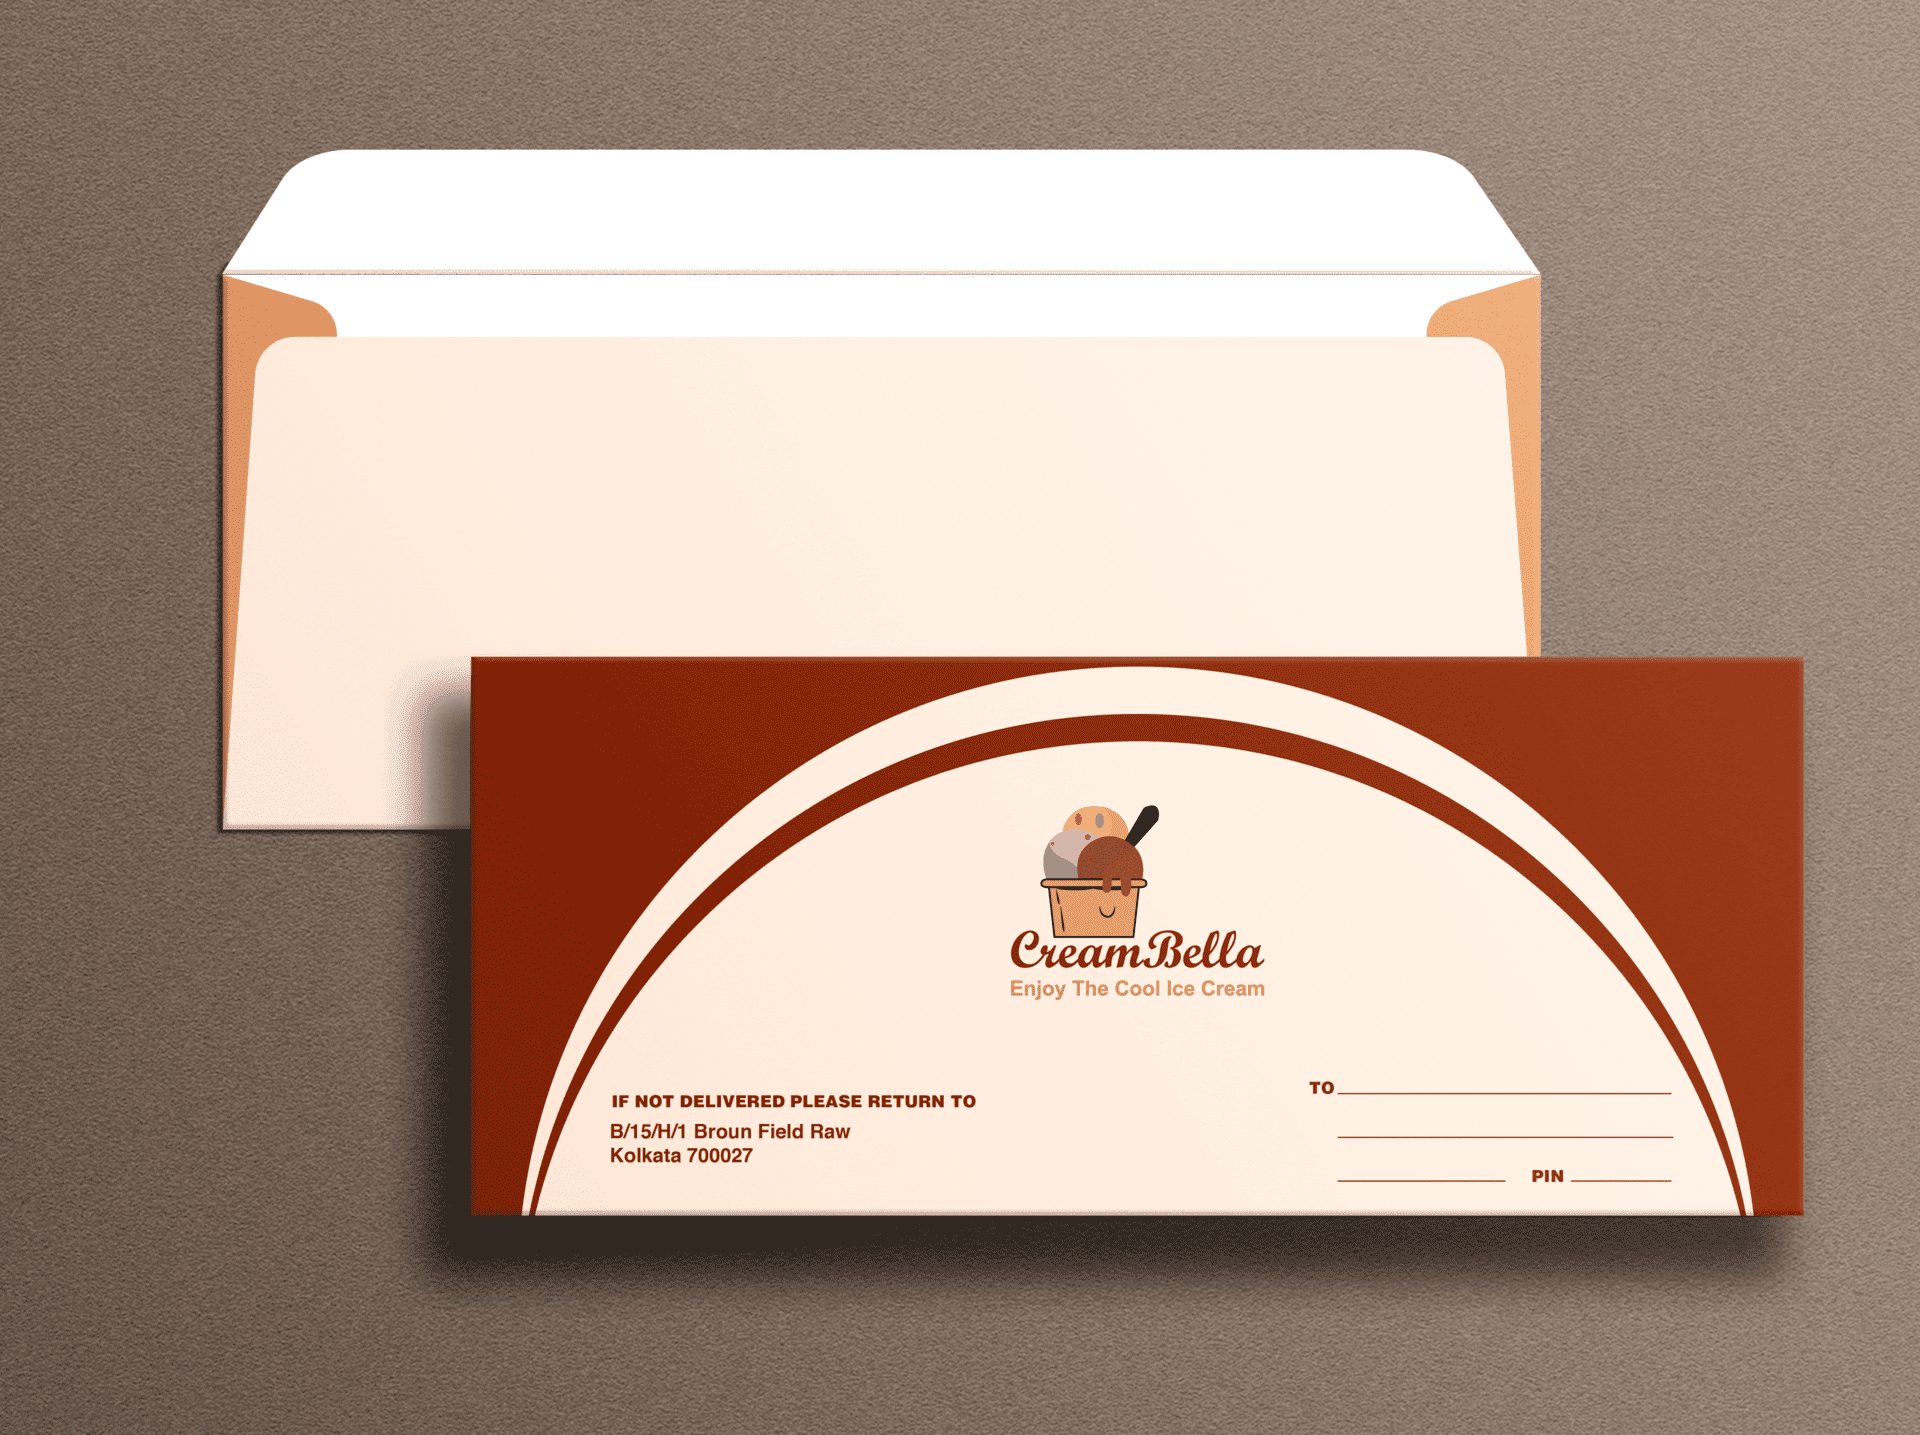 CreamBella
Enjoy The Cool Ice Cream
IF NOT DELIVERED PLEASE RETURN TO
B/15/H/1 Broun Field Raw
Kolkata 700027
TO
PIN